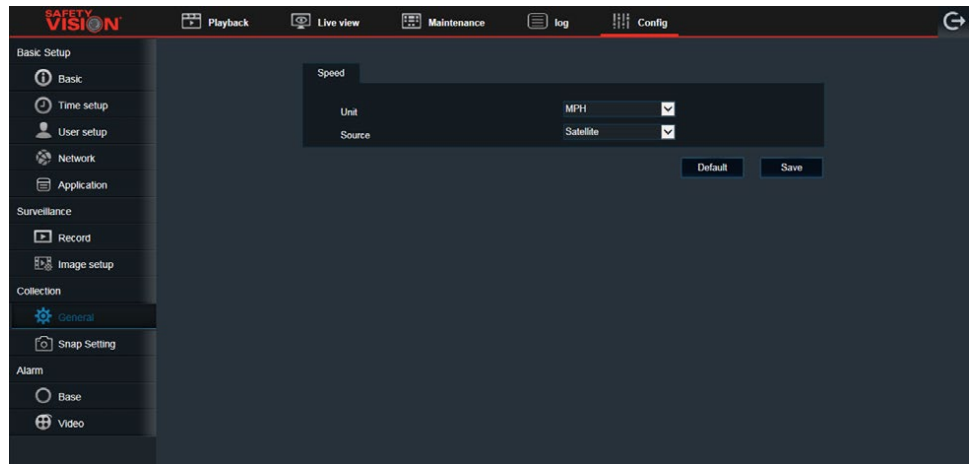 SAFETY
VISION
Playback
Live view
Maintenance
log
Config
Basic Setup
Basic
Time setup
User setup
Network
Application
Surveillance
Record
Image setup
Collection
General
Snap Setting
Alarm
Base
Video
Speed
Unit MPH
Source Satellite
Default Save